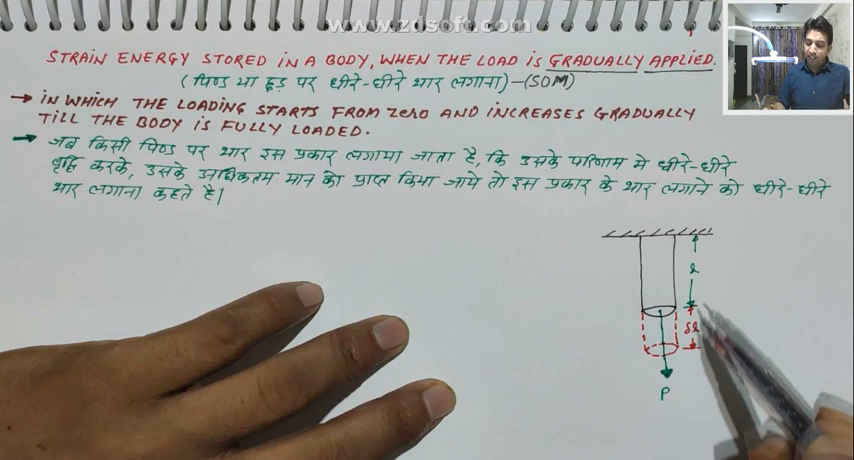 www.zdsoft.com
STRAIN ENERGY STORED IN A BODY, WHEN THE LOAD IS GRADUALLY APPLIED.
(पिण्ड या दृढ़ पर धीरे-धीरे भार लगाना) - (SOM)
→ IN WHICH THE LOADING STARTS FROM ZERO AND INCREASES GRADUALLY
TILL THE BODY IS FULLY LOADED.
→ जब किसी पिण्ड पर भार इस प्रकार लगाया जाता है, कि उसके परिणाम मे धीरे-धीरे
वृद्धि करके, उसके अधिकतम मान को प्राप्त किया जाये तो इस प्रकार के भार लगाने को धीरे-धीरे
भार लगाना कहते है।
l
δl
P